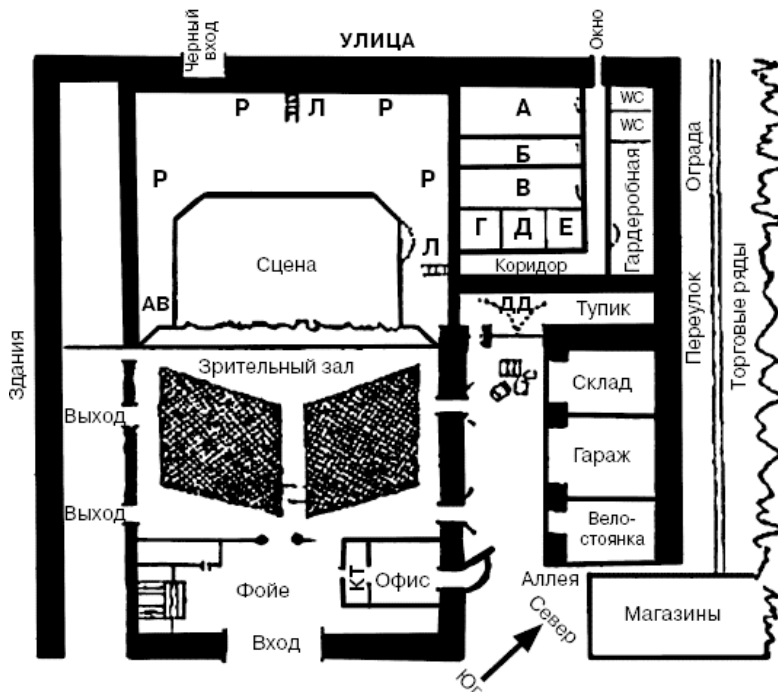 УЛИЦА
Черный
вход
Окно
Р Л Р
А
WC
WC
Б
Р Р
В
Г Д Е
Гардеробная
Ограда
Сцена
Л
Коридор
АВ
ДД
Тупик
Переулок
Торговые ряды
Здания
Зрительный зал
Склад
Выход
Гараж
Выход
Вело-
стоянка
КТ
Фойе
Офис
Аллея
Магазины
Вход
Север
Юг